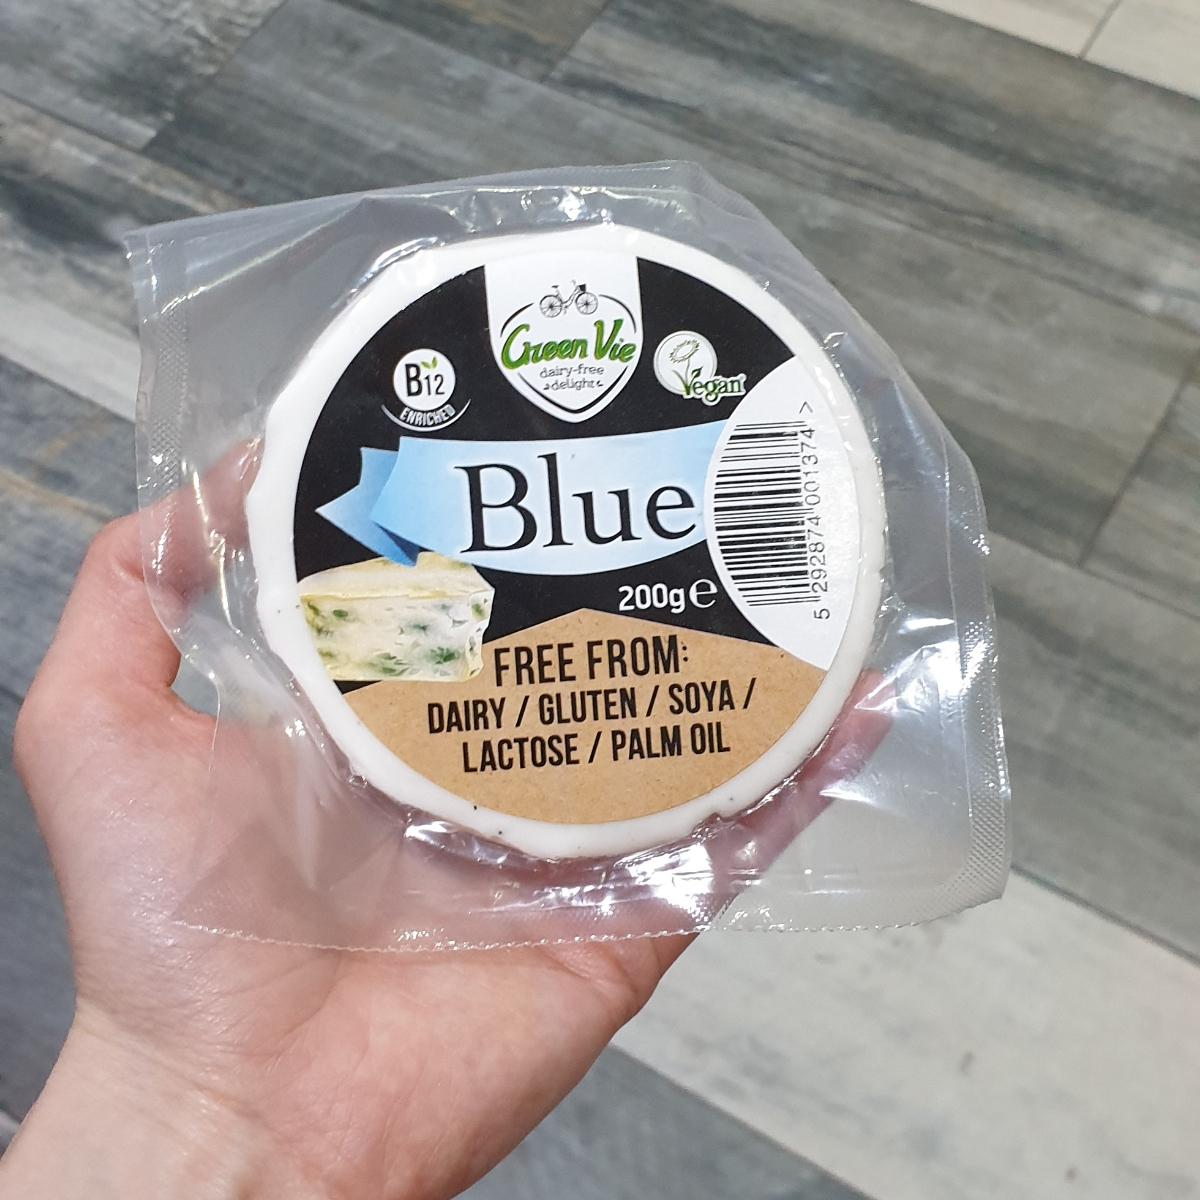 Green Vie
dairy-free
delight
B12
ENRICHED
Vegan
Blue
200g e
5 292874 001374 >
FREE FROM:
DAIRY / GLUTEN / SOYA /
LACTOSE / PALM OIL